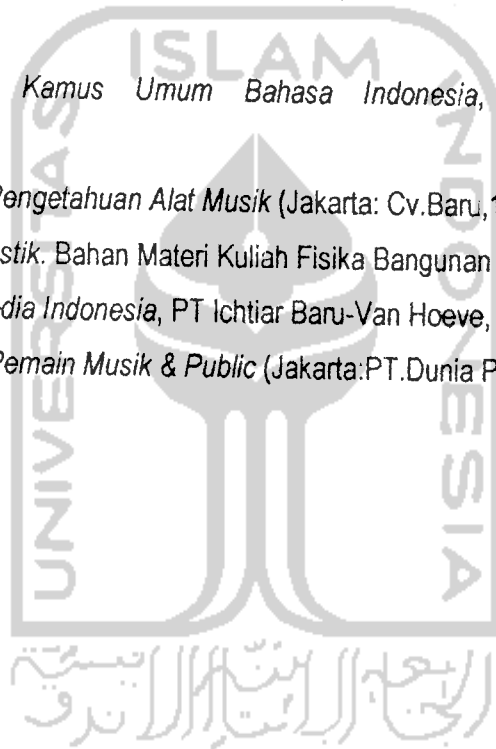 ISLAM
Kamus Umum Bahasa Indonesia,
Pengetahuan Alat Musik (Jakarta: Cv.Baru,
stik. Bahan Materi Kuliah Fisika Bangunan
dia Indonesia, PT Ichtiar Baru-Van Hoeve,
Pemain Musik & Public (Jakarta:PT.Dunia P
UNIVERSITAS
INDONESIA